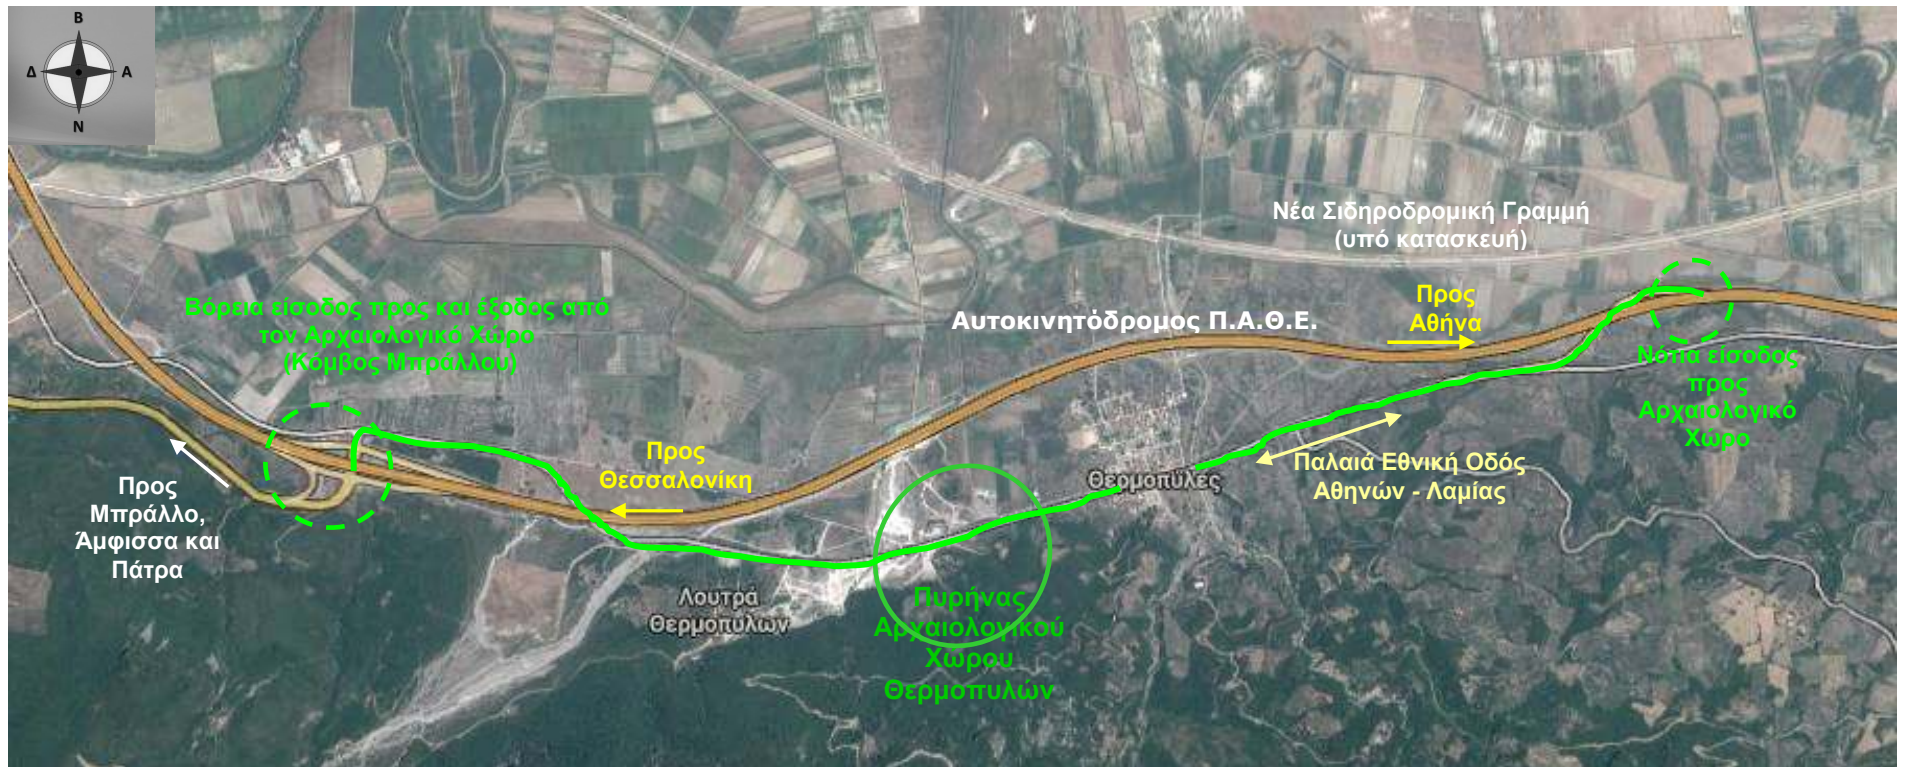 Β
Δ
Α
Ν
Νέα Σιδηροδρομική Γραμμή
(υπό κατασκευή)
Βόρεια είσοδος προς και έξοδος από
τον Αρχαιολογικό Χώρο
(Κόμβος Μπράλλου)
Αυτοκινητόδρομος Π.Α.Θ.Ε.
Προς
Αθήνα
Νότια είσοδος
προς
Αρχαιολογικό
Χώρο
Προς
Θεσσαλονίκη
Προς
Μπράλλο,
Άμφισσα και
Πάτρα
Θερμοπύλες
Παλαιά Εθνική Οδός
Αθηνών - Λαμίας
Λουτρά
Θερμοπυλών
Πυρήνας
Αρχαιολογικού
Χώρου
Θερμοπυλών